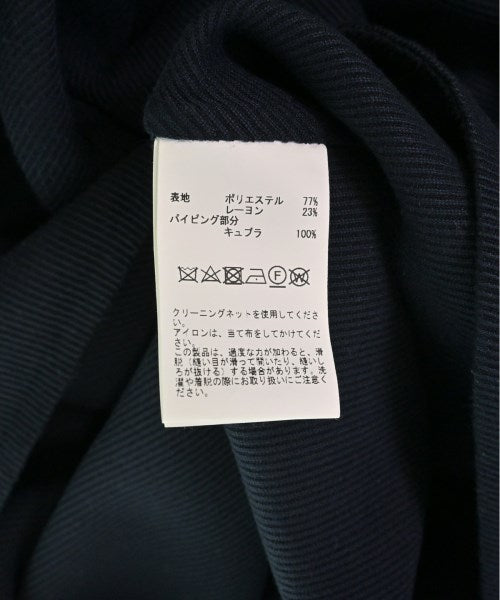 表地 ポリエステル 77%
レーヨン 23%
パイピング部分
キュプラ 100%
F W
クリーニングネットを使用してくださ
い。
アイロンは、当て布をしてかけてくだ
さい。
この製品は、過度な力が加わると、滑
脱（縫い目が滑って開いたり、縫いし
ろが抜ける）する場合があります。洗
濯や着脱の際にお取り扱いにご注意く
ださい。